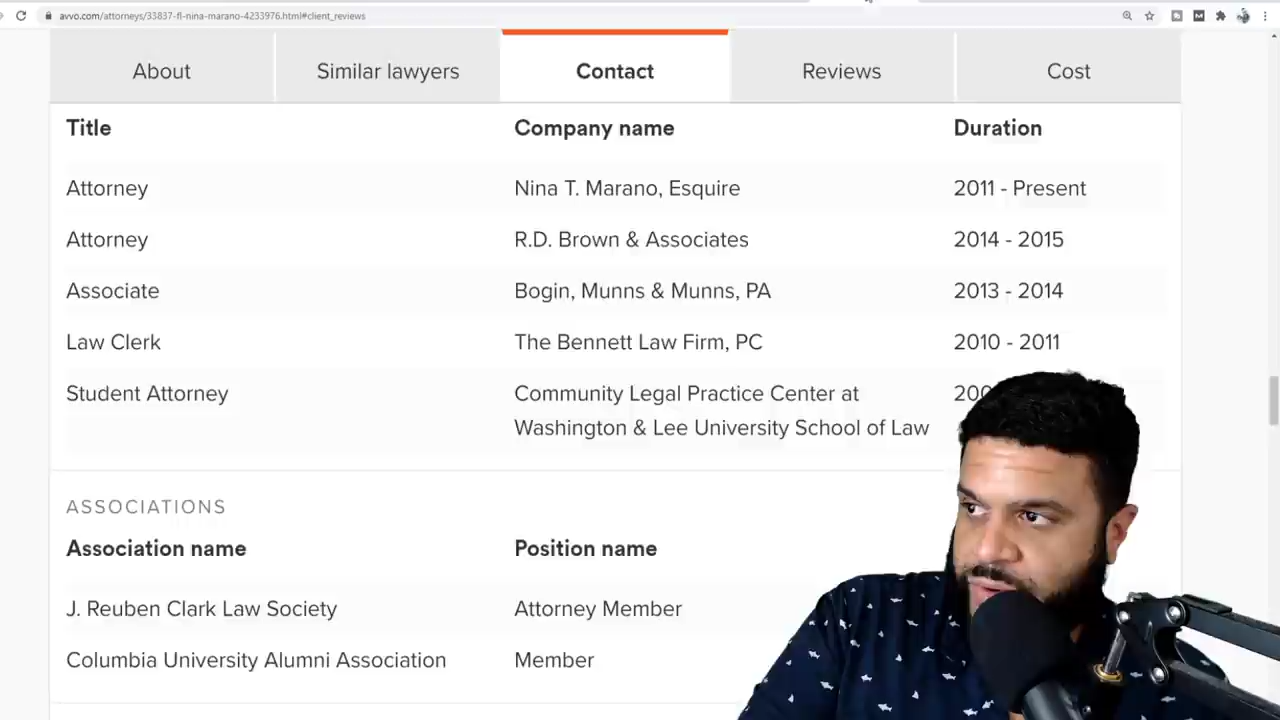 avvo.com/attorneys/33837-fl-nina-marano-4233976.html#client_reviews
About Similar lawyers Contact Reviews Cost
Title Company name Duration
Attorney Nina T. Marano, Esquire 2011 - Present
Attorney R.D. Brown & Associates 2014 - 2015
Associate Bogin, Munns & Munns, PA 2013 - 2014
Law Clerk The Bennett Law Firm, PC 2010 - 2011
Student Attorney Community Legal Practice Center at
Washington & Lee University School of Law
ASSOCIATIONS
Association name Position name
J. Reuben Clark Law Society Attorney Member
Columbia University Alumni Association Member